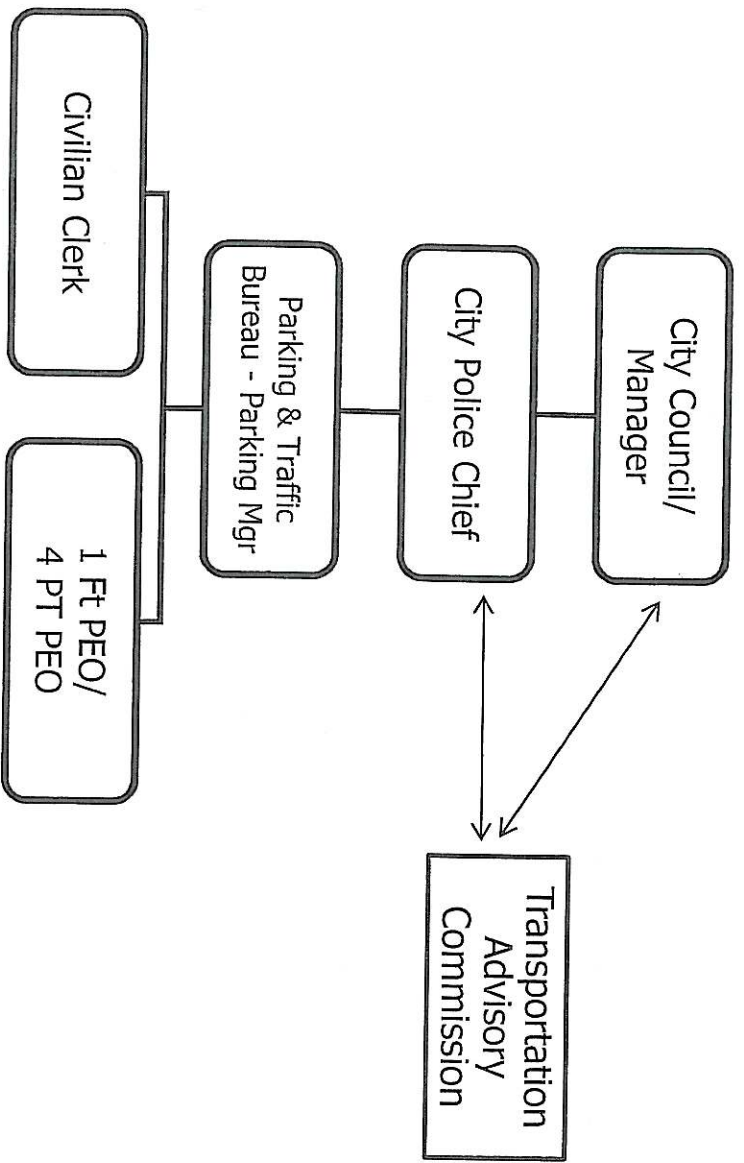 City Council/
Manager
City Police Chief
Transportation
Advisory
Commission
Parking & Traffic
Bureau - Parking Mgr
Civilian Clerk
1 Ft PEO/
4 PT PEO